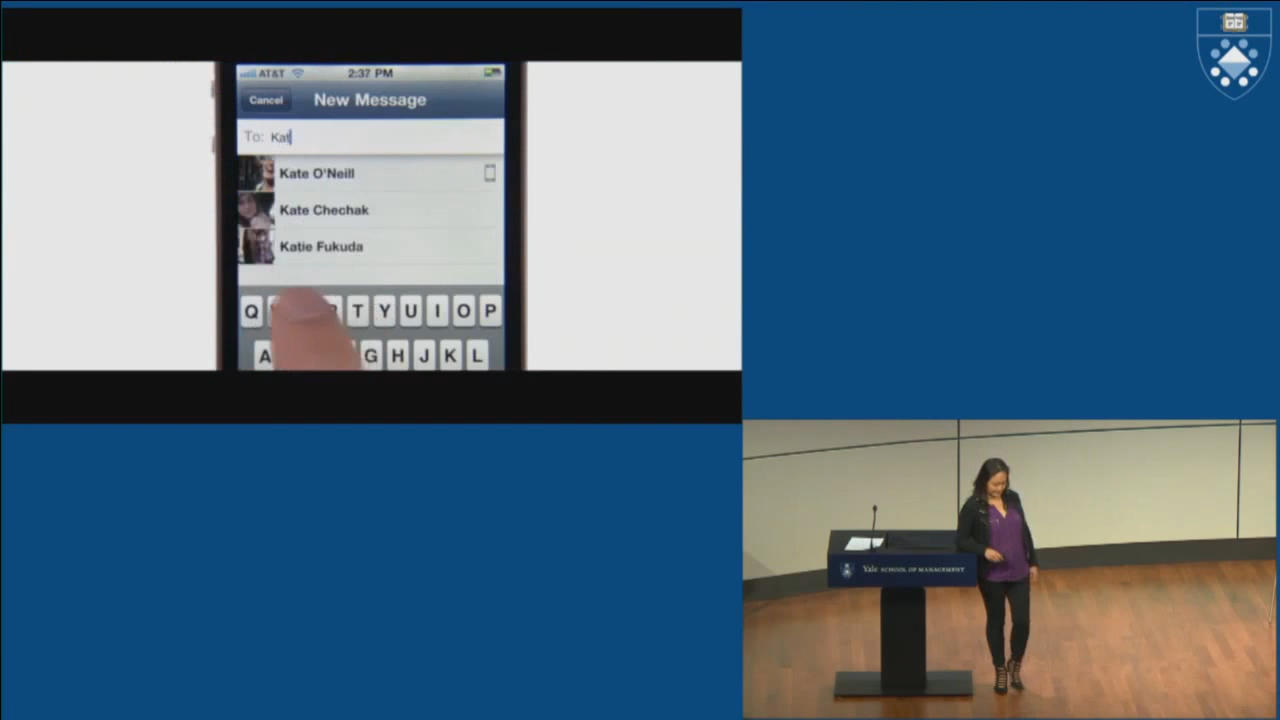 AT&T 2:37 PM
Cancel New Message
To: Kat
Kate O'Neill
Kate Chechak
Katie Fukuda
Q T Y U I O P
A G H J K L
Yale SCHOOL OF MANAGEMENT